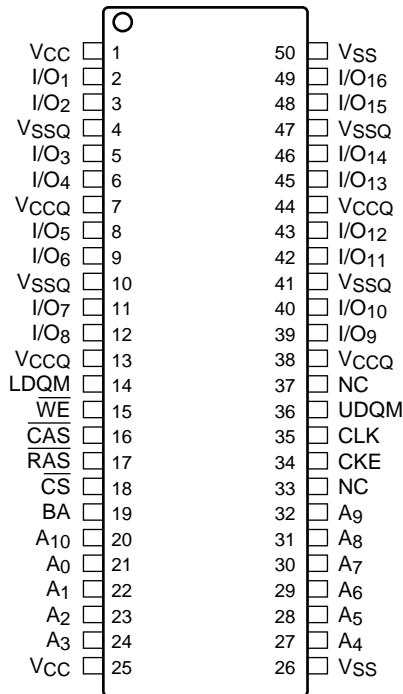 VCC 1 50 VSS
I/O1 2 49 I/O16
I/O2 3 48 I/O15
VSSQ 4 47 VSSQ
I/O3 5 46 I/O14
I/O4 6 45 I/O13
VCCQ 7 44 VCCQ
I/O5 8 43 I/O12
I/O6 9 42 I/O11
VSSQ 10 41 VSSQ
I/O7 11 40 I/O10
I/O8 12 39 I/O9
VCCQ 13 38 VCCQ
LDQM 14 37 NC
WE 15 36 UDQM
CAS 16 35 CLK
RAS 17 34 CKE
CS 18 33 NC
BA 19 32 A9
A10 20 31 A8
A0 21 30 A7
A1 22 29 A6
A2 23 28 A5
A3 24 27 A4
VCC 25 26 VSS